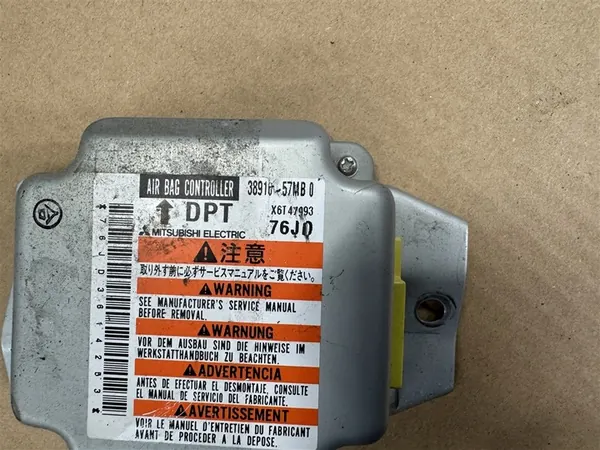 AIR BAG CONTROLLER 38910-57MB0
DPT X6T47993
MITSUBISHI ELECTRIC 76J0
注意
取り外す前に必ずサービスマニュアルをご覧ください。
WARNING
SEE MANUFACTURER'S SERVICE MANUAL
BEFORE REMOVAL.
WARNUNG
VOR DEM AUSBAU SIND DIE HINWEISE IM
WERKSTATTHANDBUCH ZU BEACHTEN.
ADVERTENCIA
ANTES DE EFECTUAR EL DESMONTAJE, CONSULTE
EL MANUAL DE SERVICIO DEL FABRICANTE.
AVERTISSEMENT
VOIR LE MANUEL D'ENTRETIEN DU FABRICANT
AVANT DE PROCEDER A LA DEPOSE.